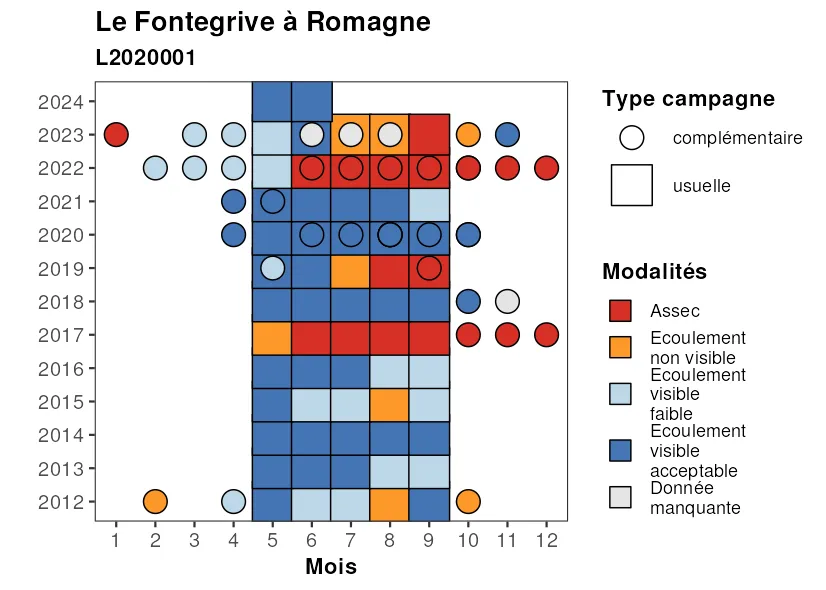 Le Fontegrive à Romagne
L2020001
2024
2023
2022
2021
2020
2019
2018
2017
2016
2015
2014
2013
2012
1 2 3 4 5 6 7 8 9 10 11 12
Mois
Type campagne
complémentaire
usuelle
Modalités
Assec
Ecoulement
non visible
Ecoulement
visible
faible
Ecoulement
visible
acceptable
Donnée
manquante